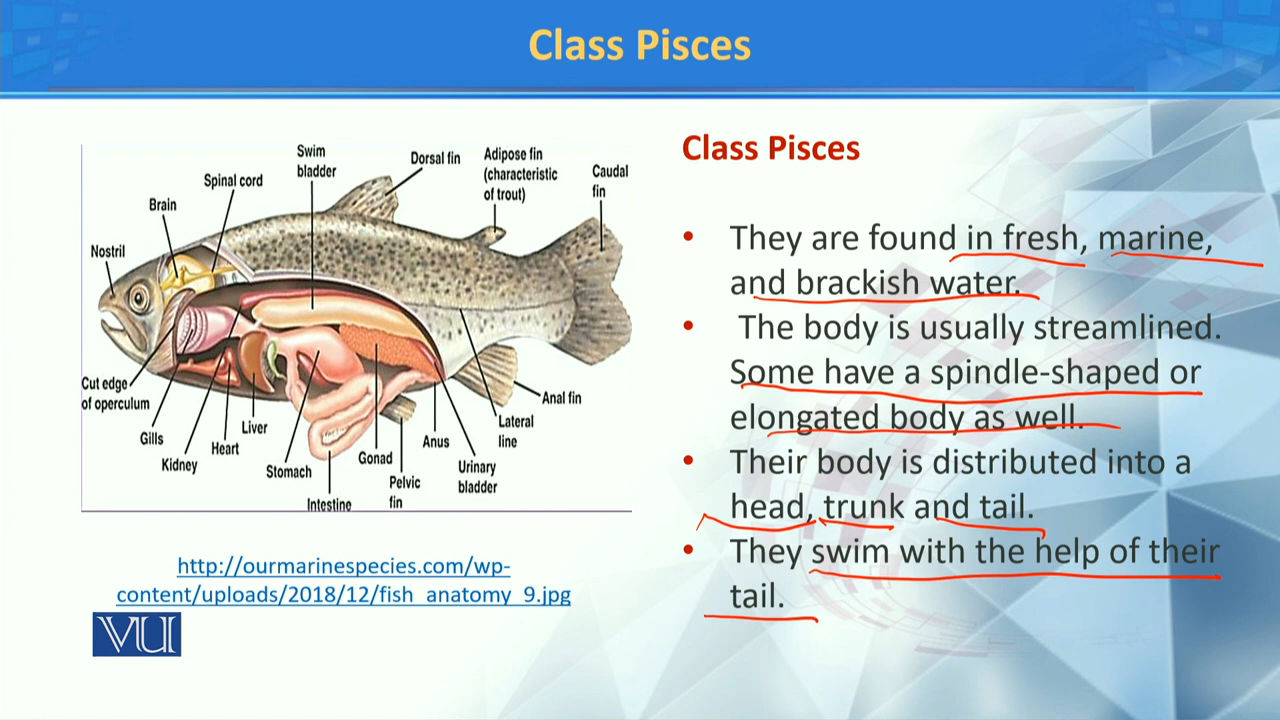 Class Pisces
Swim
bladder
Dorsal fin
Adipose fin
(characteristic
of trout)
Caudal
fin
Spinal cord
Brain
Nostril
Cut edge
of operculum
Gills
Kidney
Heart
Liver
Stomach
Intestine
Gonad
Pelvic
fin
Anus
Urinary
bladder
Lateral
line
Anal fin
http://ourmarinespecies.com/wp-
content/uploads/2018/12/fish_anatomy_9.jpg
VU
Class Pisces
• They are found in fresh, marine,
and brackish water.
• The body is usually streamlined.
Some have a spindle-shaped or
elongated body as well.
• Their body is distributed into a
head, trunk and tail.
• They swim with the help of their
tail.